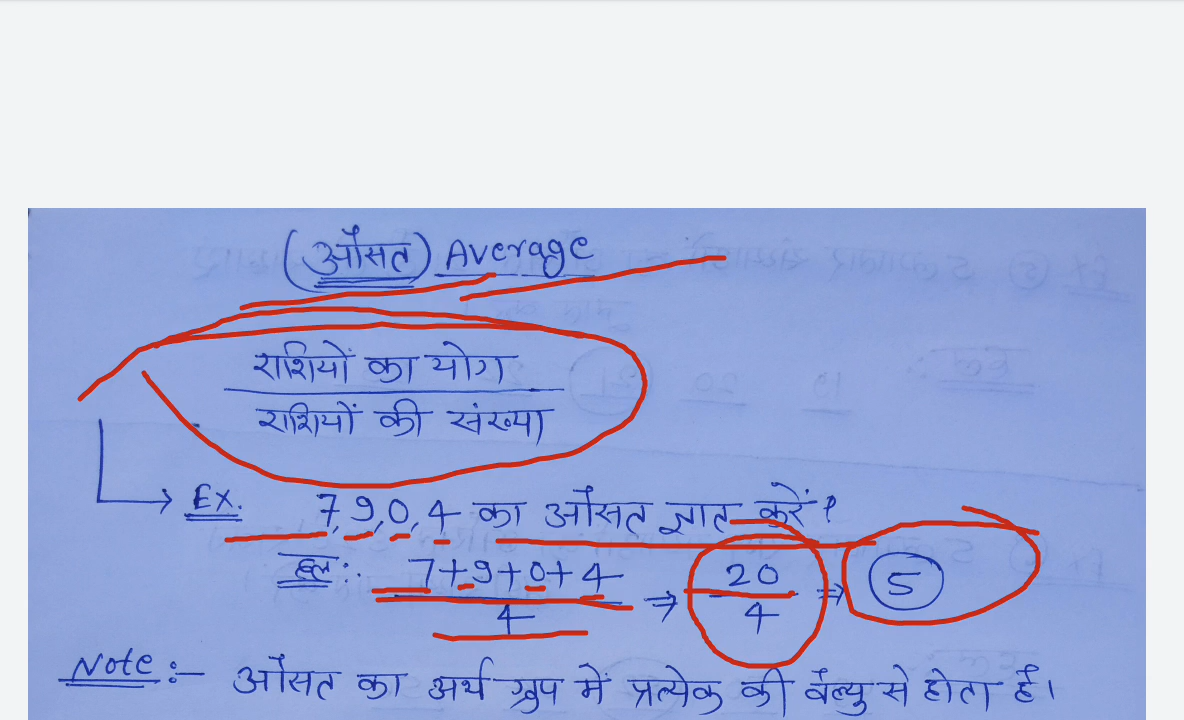 (औसत) Average
राशियों का योग
राशियों की संख्या
Ex. 7,9,0,4 का औसत ज्ञात करें?
हल:. 7+9+0+4
4
⇒ 20
4
⇒ 5
Note:- औसत का अर्थ ग्रुप में प्रत्येक की वैल्यु से होता है।